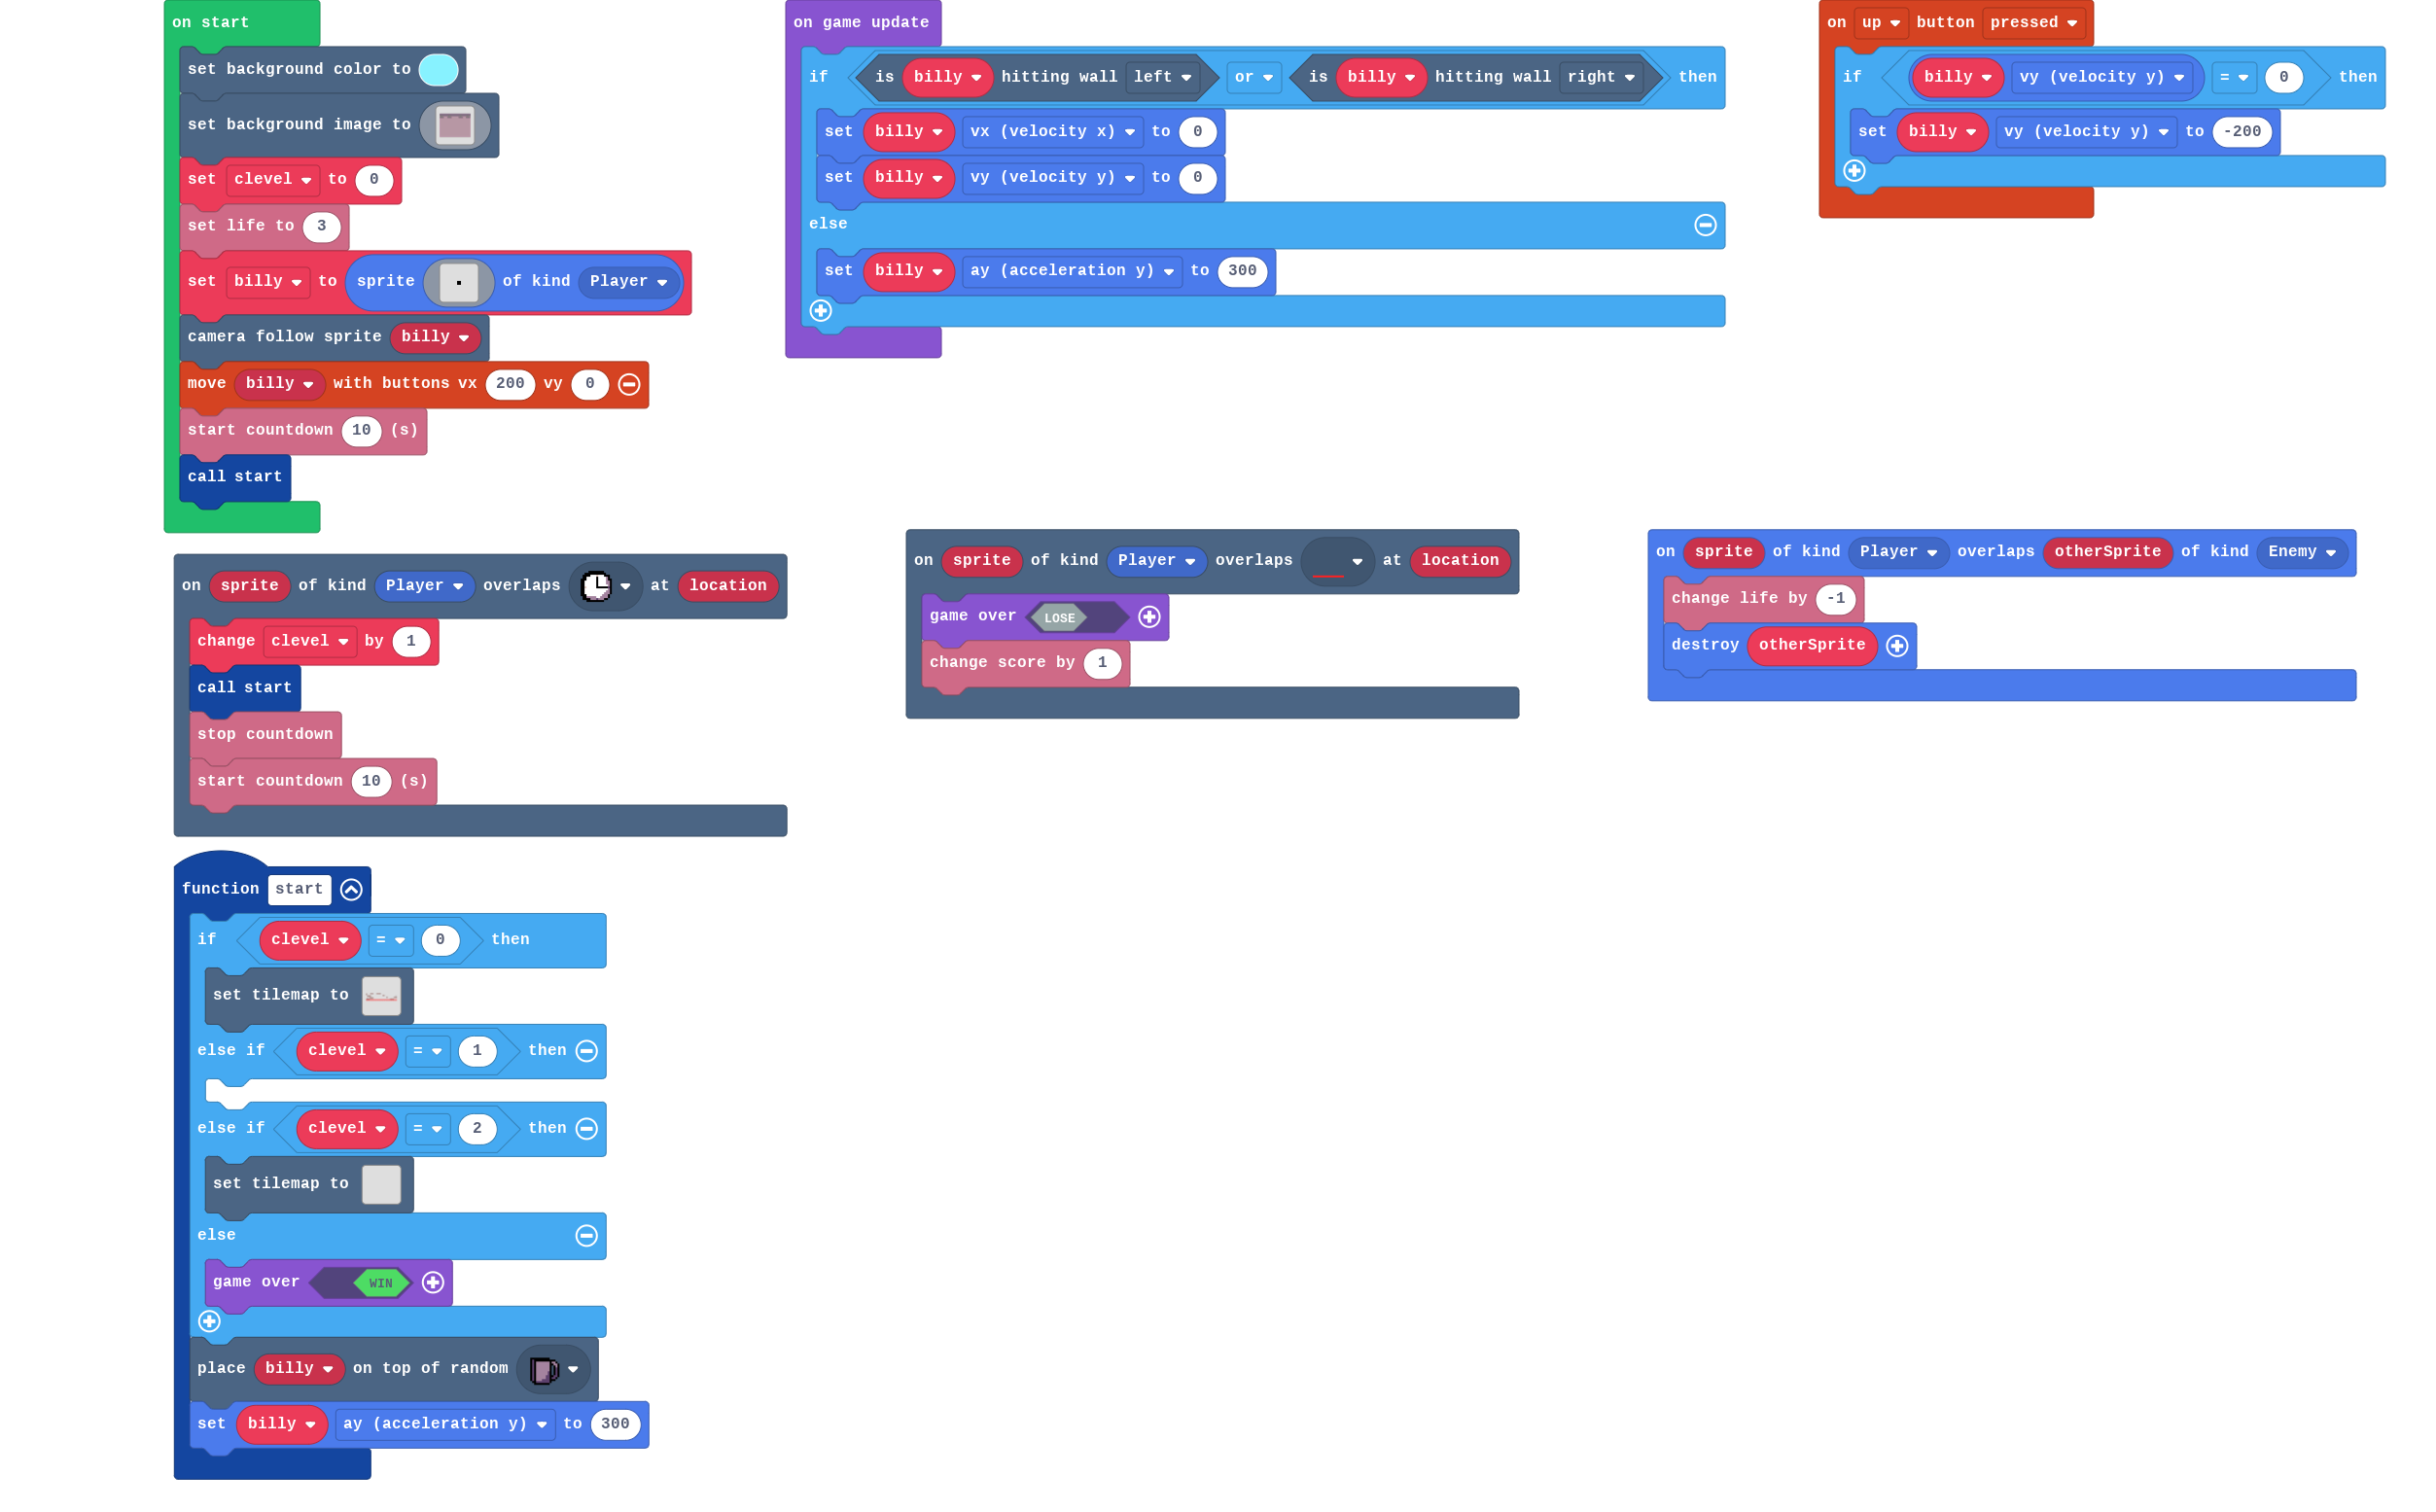 on start
set background color to
set background image to
set clevel to 0
set life to 3
set billy to sprite of kind Player
camera follow sprite billy
move billy with buttons vx 200 vy 0
start countdown 10 (s)
call start
on game update
if is billy hitting wall left or is billy hitting wall right then
set billy vx (velocity x) to 0
set billy vy (velocity y) to 0
else
set billy ay (acceleration y) to 300
on up button pressed
if billy vy (velocity y) = 0 then
set billy vy (velocity y) to -200
on sprite of kind Player overlaps at location
change clevel by 1
call start
stop countdown
start countdown 10 (s)
on sprite of kind Player overlaps at location
game over LOSE
change score by 1
on sprite of kind Player overlaps otherSprite of kind Enemy
change life by -1
destroy otherSprite
function start
if clevel = 0 then
set tilemap to
else if clevel = 1 then
else if clevel = 2 then
set tilemap to
else
game over WIN
place billy on top of random
set billy ay (acceleration y) to 300